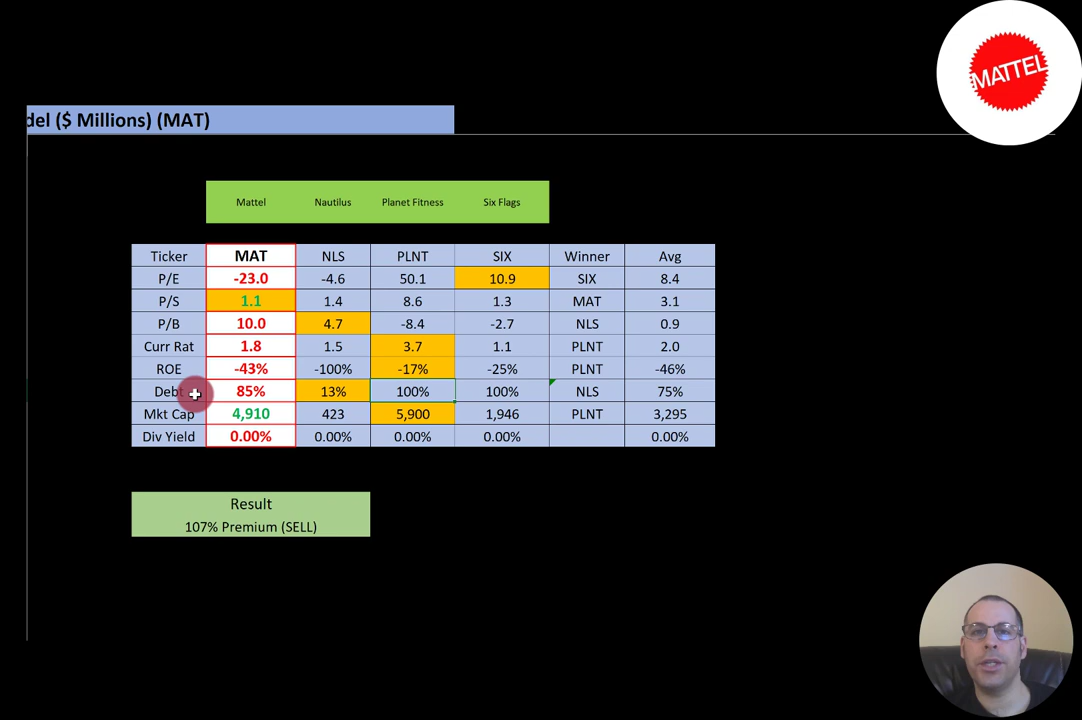 MATTEL
del ($ Millions) (MAT)
Mattel Nautilus Planet Fitness Six Flags
Ticker MAT NLS PLNT SIX Winner Avg
P/E -23.0 -4.6 50.1 10.9 SIX 8.4
P/S 1.1 1.4 8.6 1.3 MAT 3.1
P/B 10.0 4.7 -8.4 -2.7 NLS 0.9
Curr Rat 1.8 1.5 3.7 1.1 PLNT 2.0
ROE -43% -100% -17% -25% PLNT -46%
Debt 85% 13% 100% 100% NLS 75%
Mkt Cap 4,910 423 5,900 1,946 PLNT 3,295
Div Yield 0.00% 0.00% 0.00% 0.00% 0.00%
Result
107% Premium (SELL)